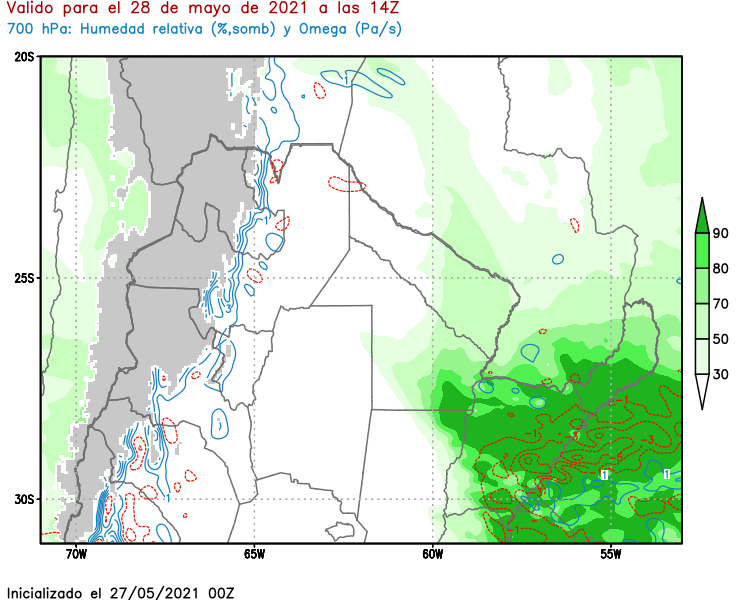 Valido para el 28 de mayo de 2021 a las 14Z
700 hPa: Humedad relativa (%,somb) y Omega (Pa/s)
20S
25S
30S
70W
65W
60W
55W
90
80
70
50
30
1
1
1
1
Inicializado el 27/05/2021 00Z